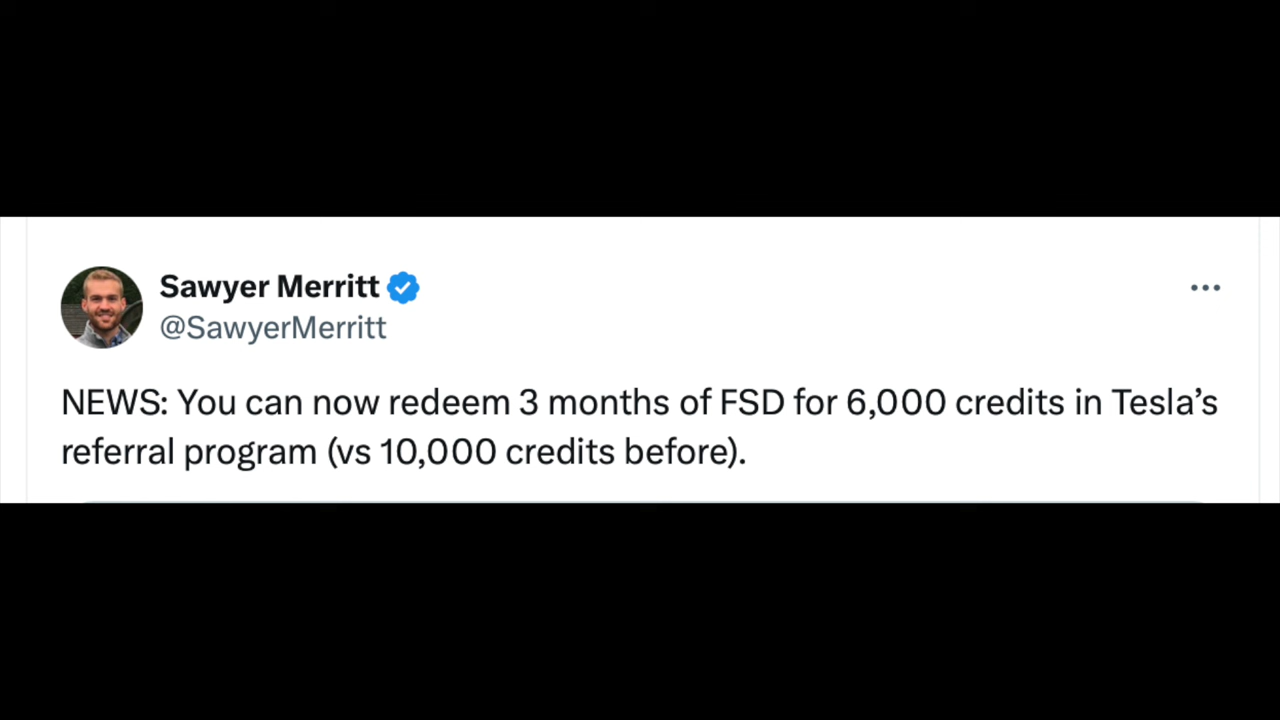 Sawyer Merritt
@SawyerMerritt
NEWS: You can now redeem 3 months of FSD for 6,000 credits in Tesla’s
referral program (vs 10,000 credits before).